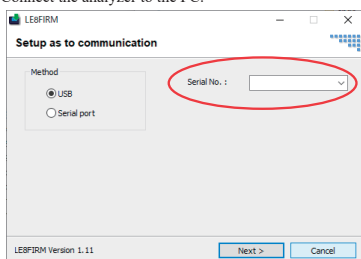 Connect the analyzer to the PC.
LE8FIRM
Setup as to communication
Method
USB
Serial port
Serial No. :
LE8FIRM Version 1.11
Next >
Cancel